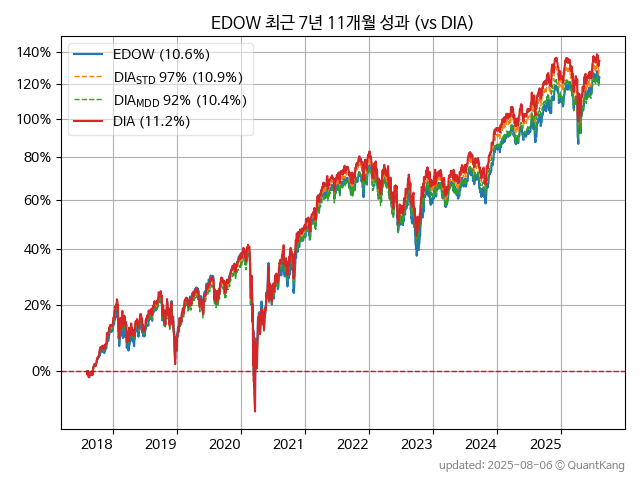 EDOW 최근 7년 11개월 성과 (vs DIA)
140%
120%
100%
80%
60%
40%
20%
0%
EDOW (10.6%)
DIA_STD 97% (10.9%)
DIA_MDD 92% (10.4%)
DIA (11.2%)
2018 2019 2020 2021 2022 2023 2024 2025
updated: 2025-08-06 © QuantKang